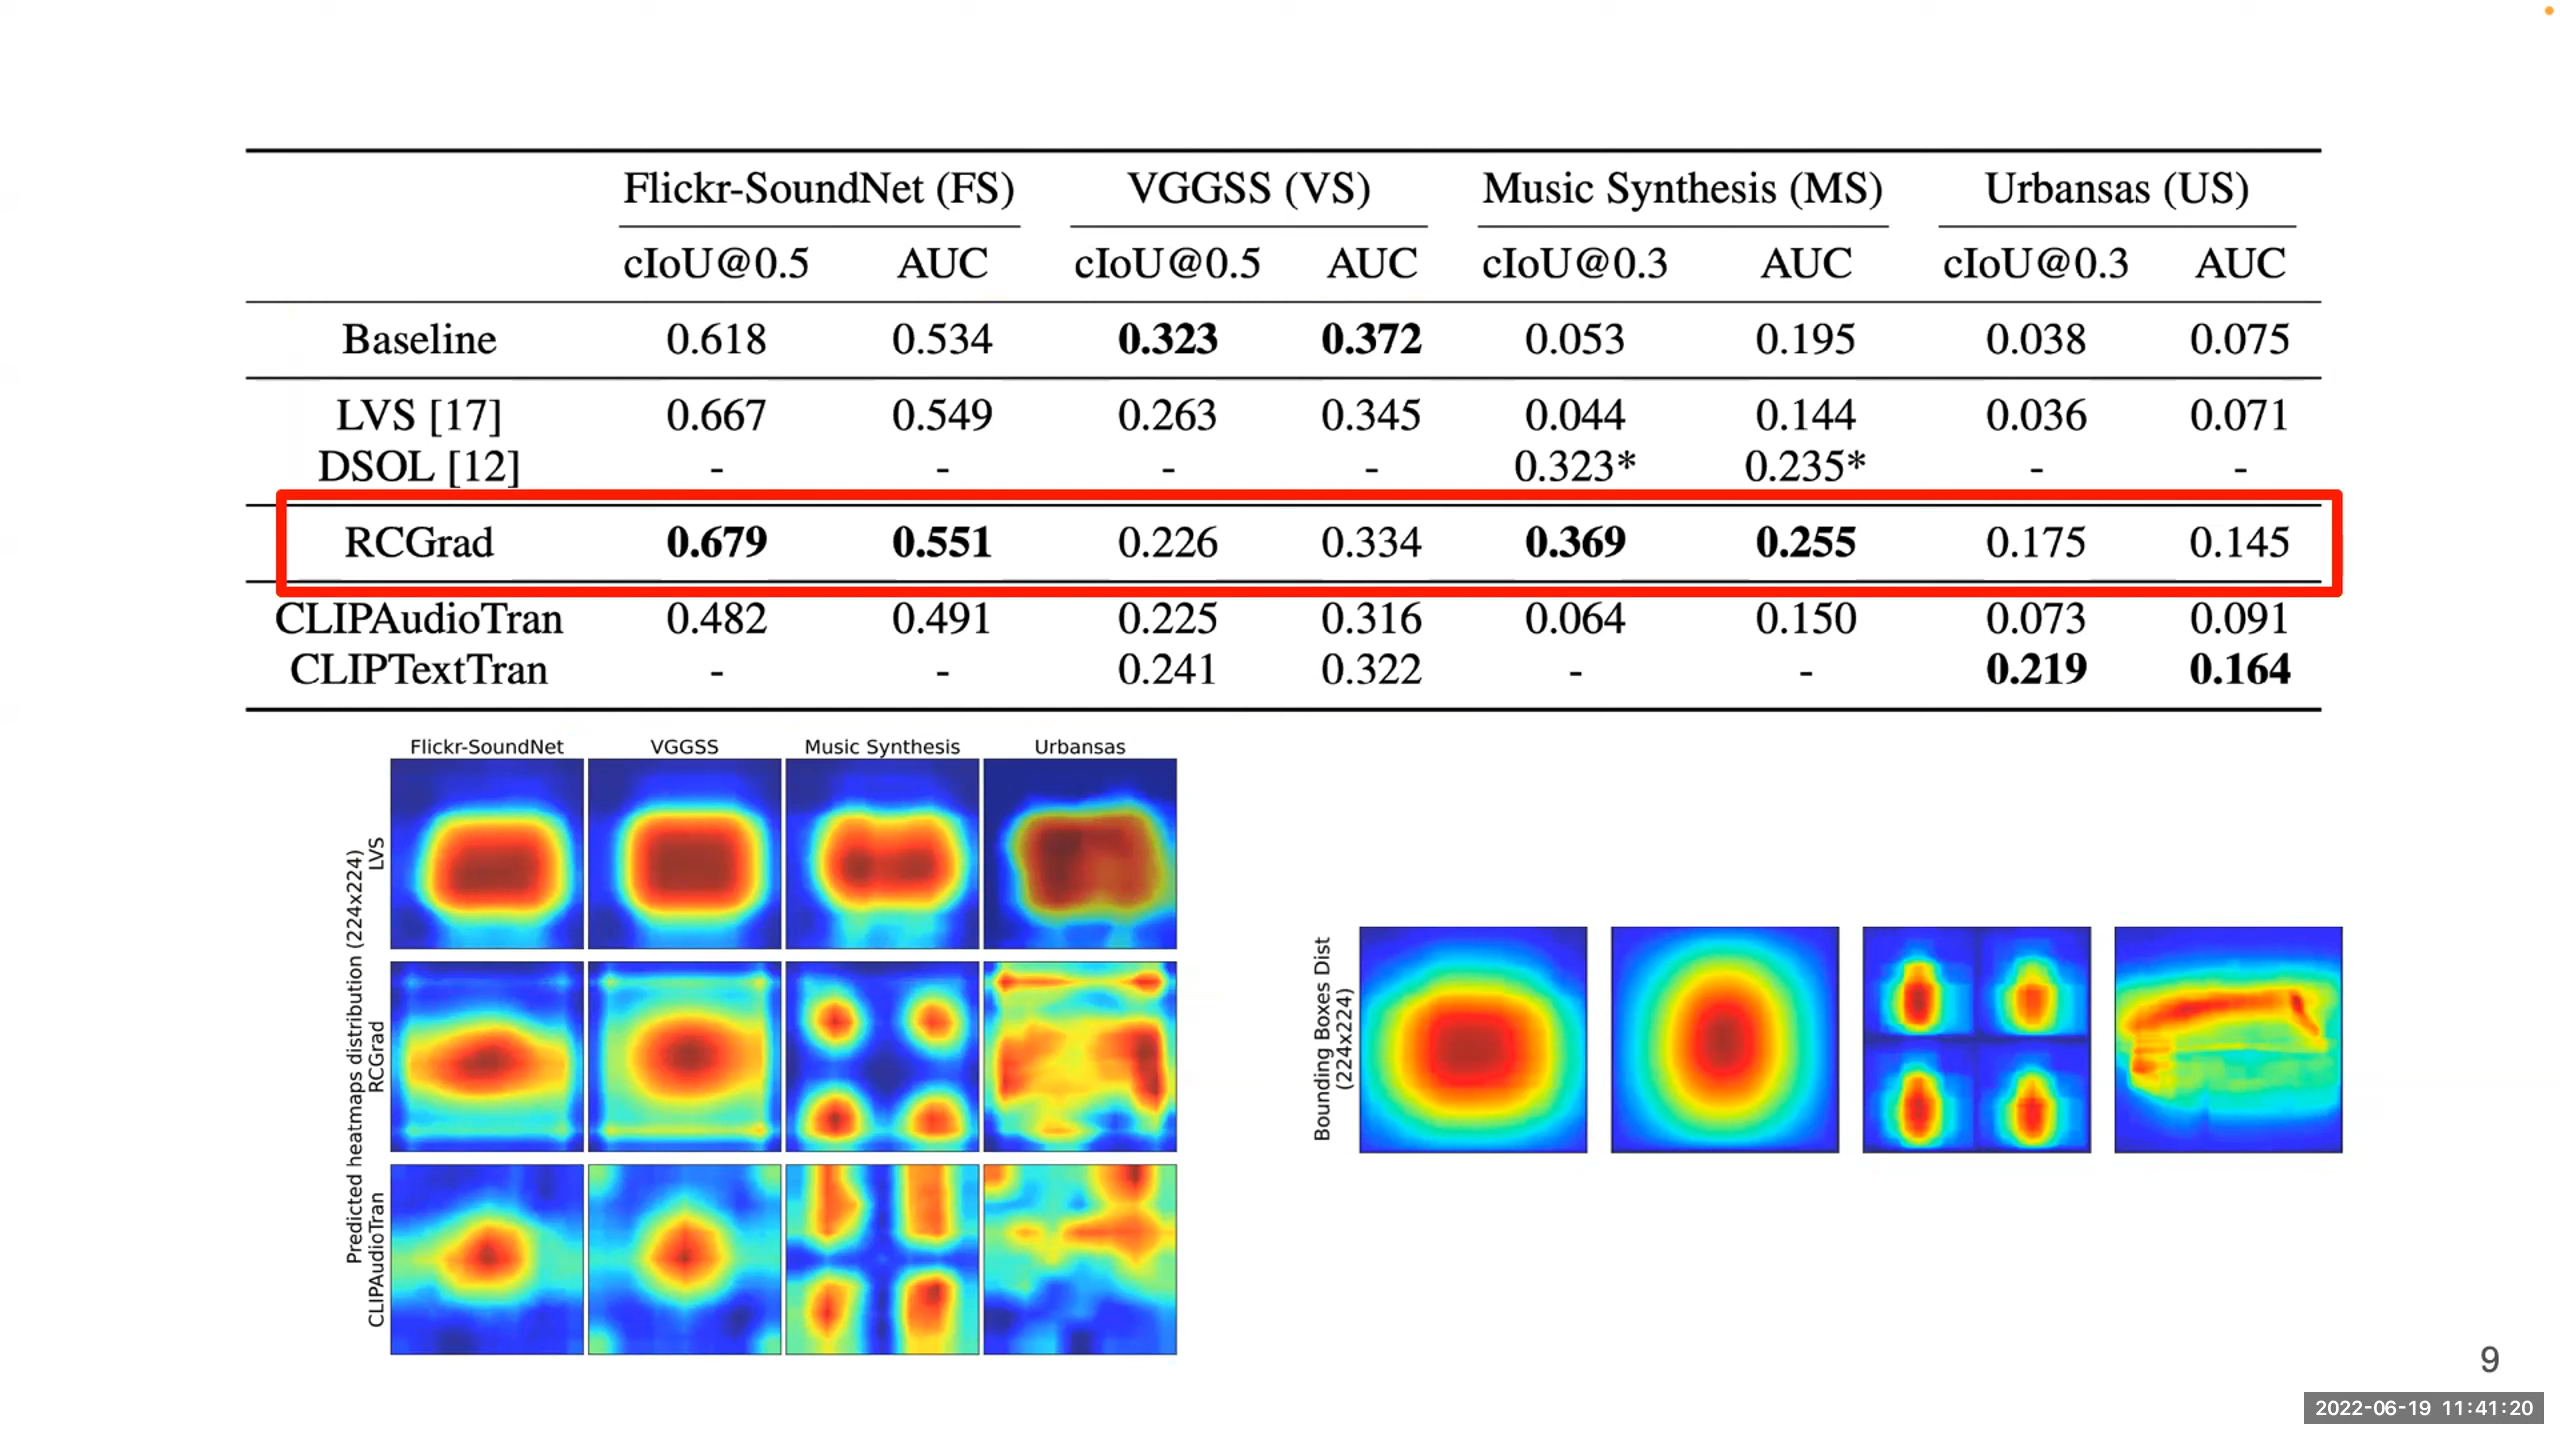 Flickr-SoundNet (FS) VGGSS (VS) Music Synthesis (MS) Urbansas (US)
cIoU@0.5 AUC cIoU@0.5 AUC cIoU@0.3 AUC cIoU@0.3 AUC
Baseline 0.618 0.534 0.323 0.372 0.053 0.195 0.038 0.075
LVS [17] 0.667 0.549 0.263 0.345 0.044 0.144 0.036 0.071
DSOL [12] - - - - 0.323* 0.235* - -
RCGrad 0.679 0.551 0.226 0.334 0.369 0.255 0.175 0.145
CLIPAudioTran 0.482 0.491 0.225 0.316 0.064 0.150 0.073 0.091
CLIPTextTran - - 0.241 0.322 - - 0.219 0.164
Flickr-SoundNet VGGSS Music Synthesis Urbansas
Predicted heatmaps distribution (224x224)
LVS
RCGrad
CLIPAudioTran
Bounding Boxes Dist
(224x224)
9
2022-06-19 11:41:20